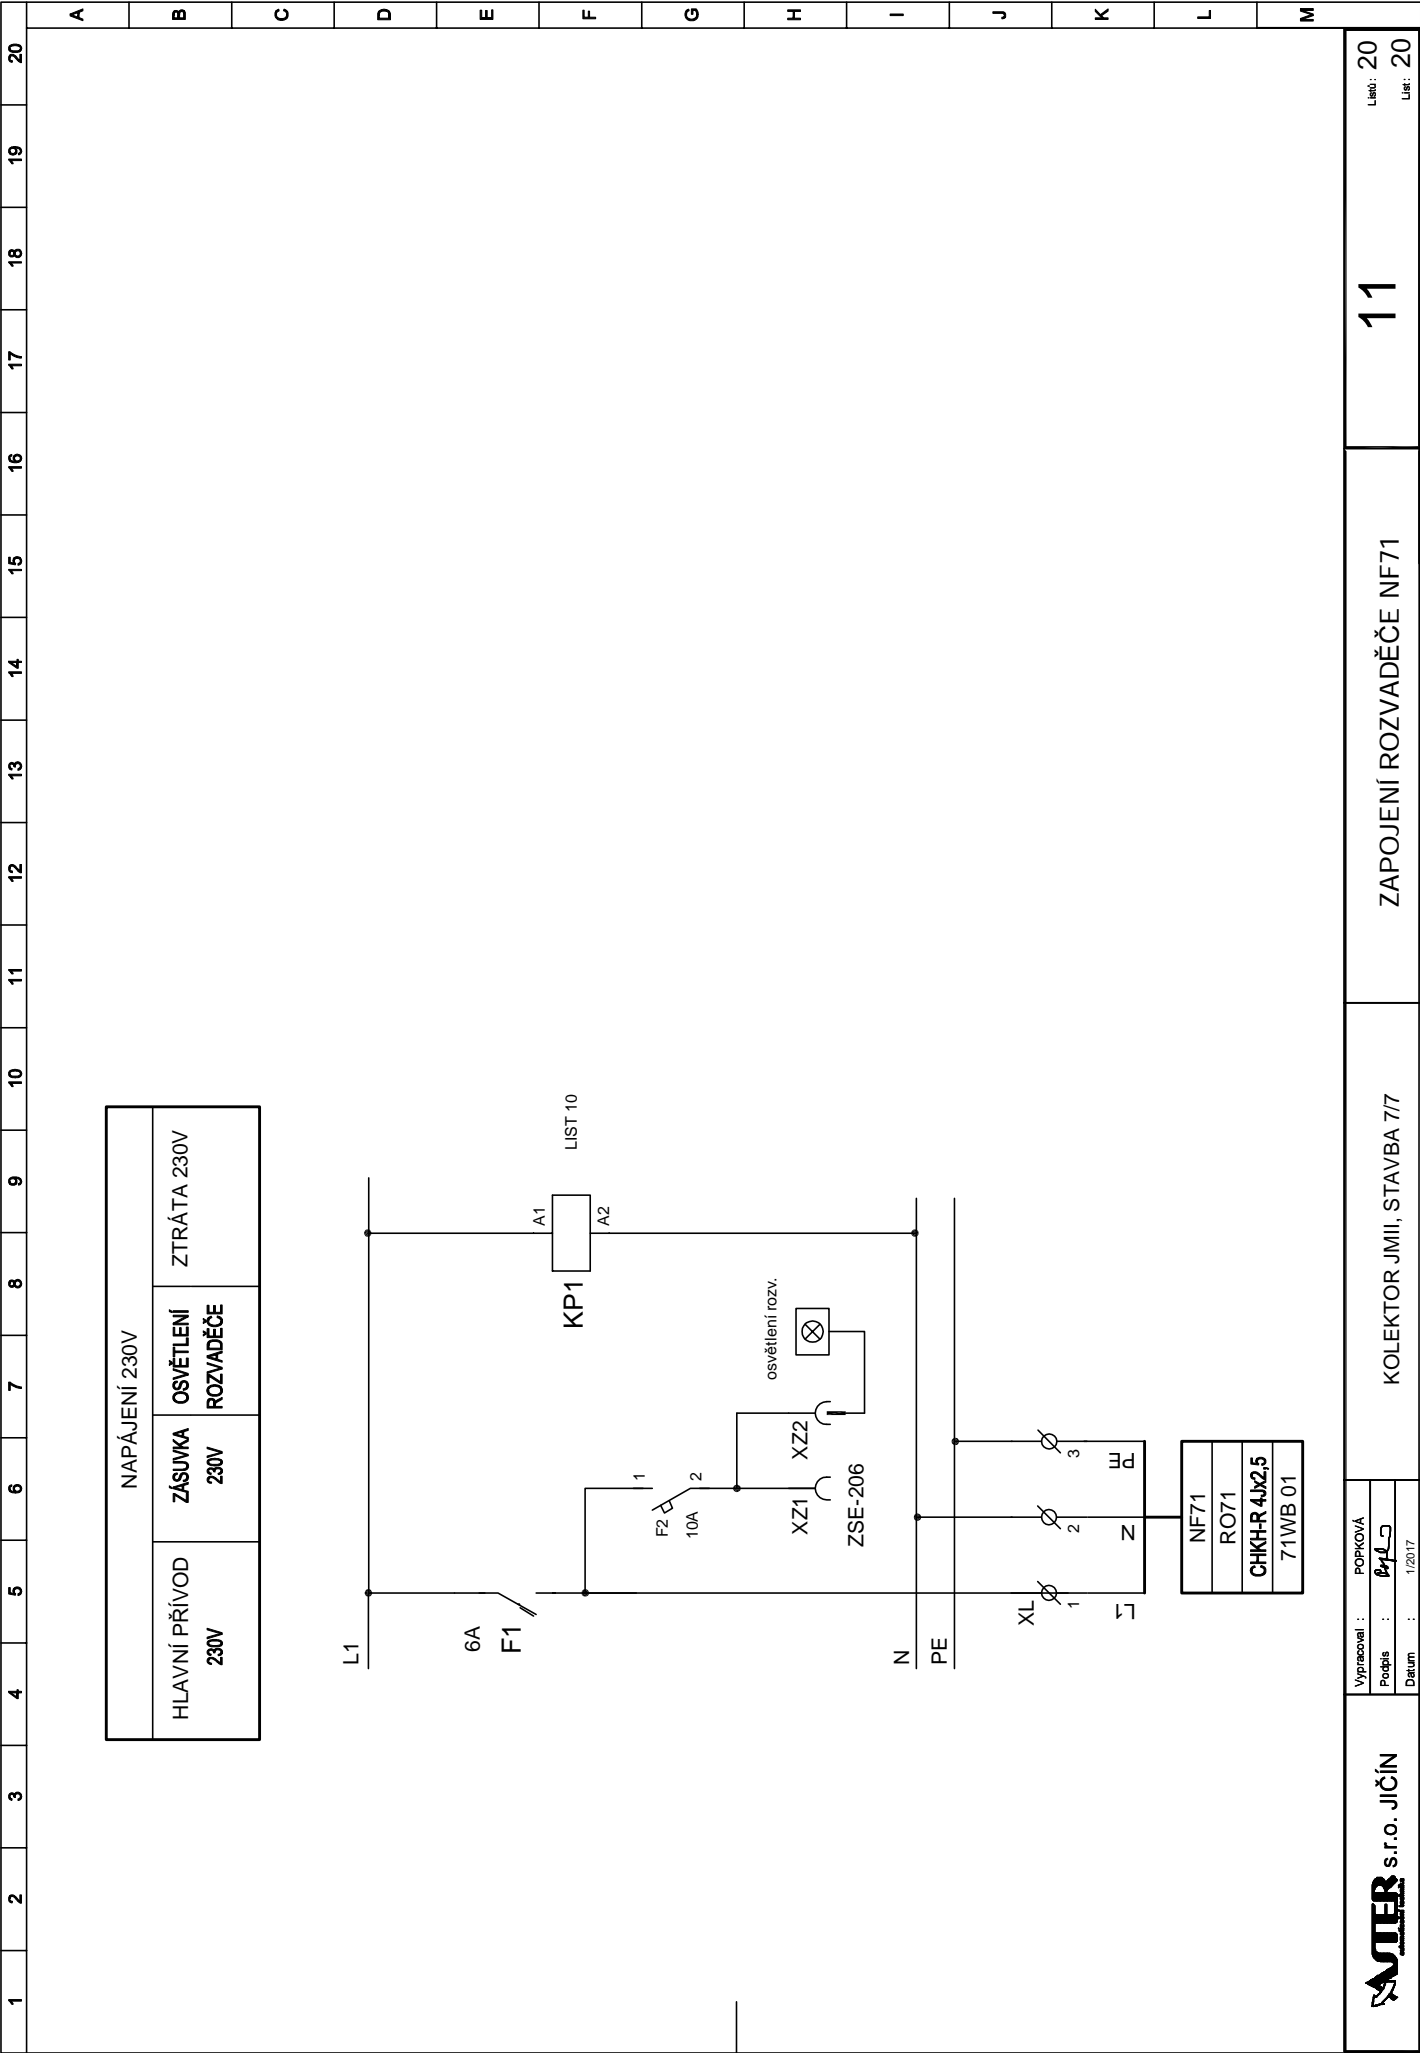 1 2 3 4 5 6 7 8 9 10 11 12 13 14 15 16 17 18 19 20
A
B
C
D
E
F
G
H
I
J
K
L
M
NAPÁJENÍ 230V
HLAVNÍ PŘÍVOD
230V
ZÁSUVKA
230V
OSVĚTLENÍ
ROZVADĚČE
ZTRÁTA 230V
L1
6A
F1
F2
10A
1
2
KP1
A1
A2
LIST 10
osvětlení rozv.
XZ1
XZ2
ZSE-206
N
PE
XL
1
2
3
L1
N
PE
NF71
RO71
CHKH-R 4Jx2,5
71WB 01
ASTER s.r.o. JIČÍN
Vypracoval : POPKOVÁ
Podpis :
Datum : 1/2017
KOLEKTOR JMII, STAVBA 7/7
ZAPOJENÍ ROZVADĚČE NF71
11
Listů: 20
List: 20